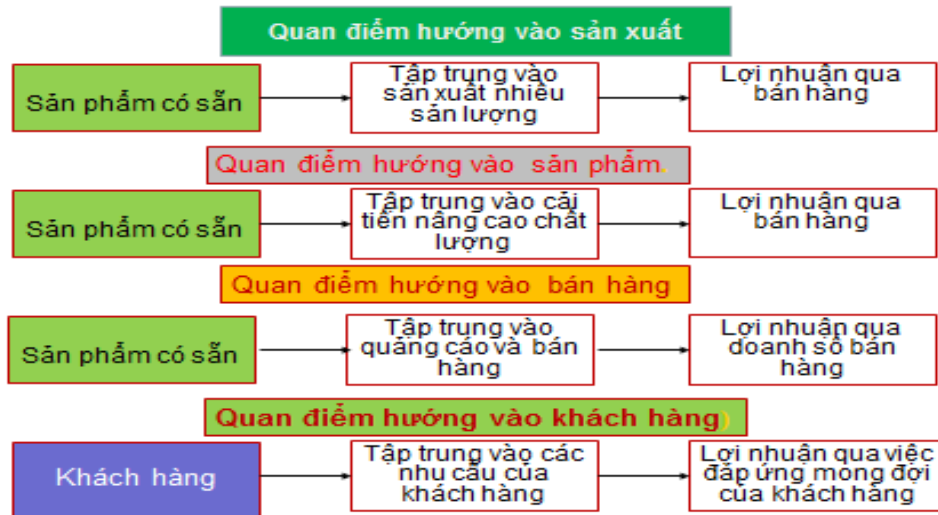 Quan điểm hướng vào sản xuất
Sản phẩm có sẵn
Tập trung vào
sản xuất nhiều
sản lượng
Lợi nhuận qua
bán hàng
Quan điểm hướng vào sản phẩm.
Sản phẩm có sẵn
Tập trung vào cải
tiến nâng cao chất
lượng
Lợi nhuận qua
bán hàng
Quan điểm hướng vào bán hàng
Sản phẩm có sẵn
Tập trung vào
quảng cáo và bán
hàng
Lợi nhuận qua
doanh số bán
hàng
Quan điểm hướng vào khách hàng)
Khách hàng
Tập trung vào các
nhu cầu của
khách hàng
Lợi nhuận qua việc
đáp ứng mong đợi
của khách hàng